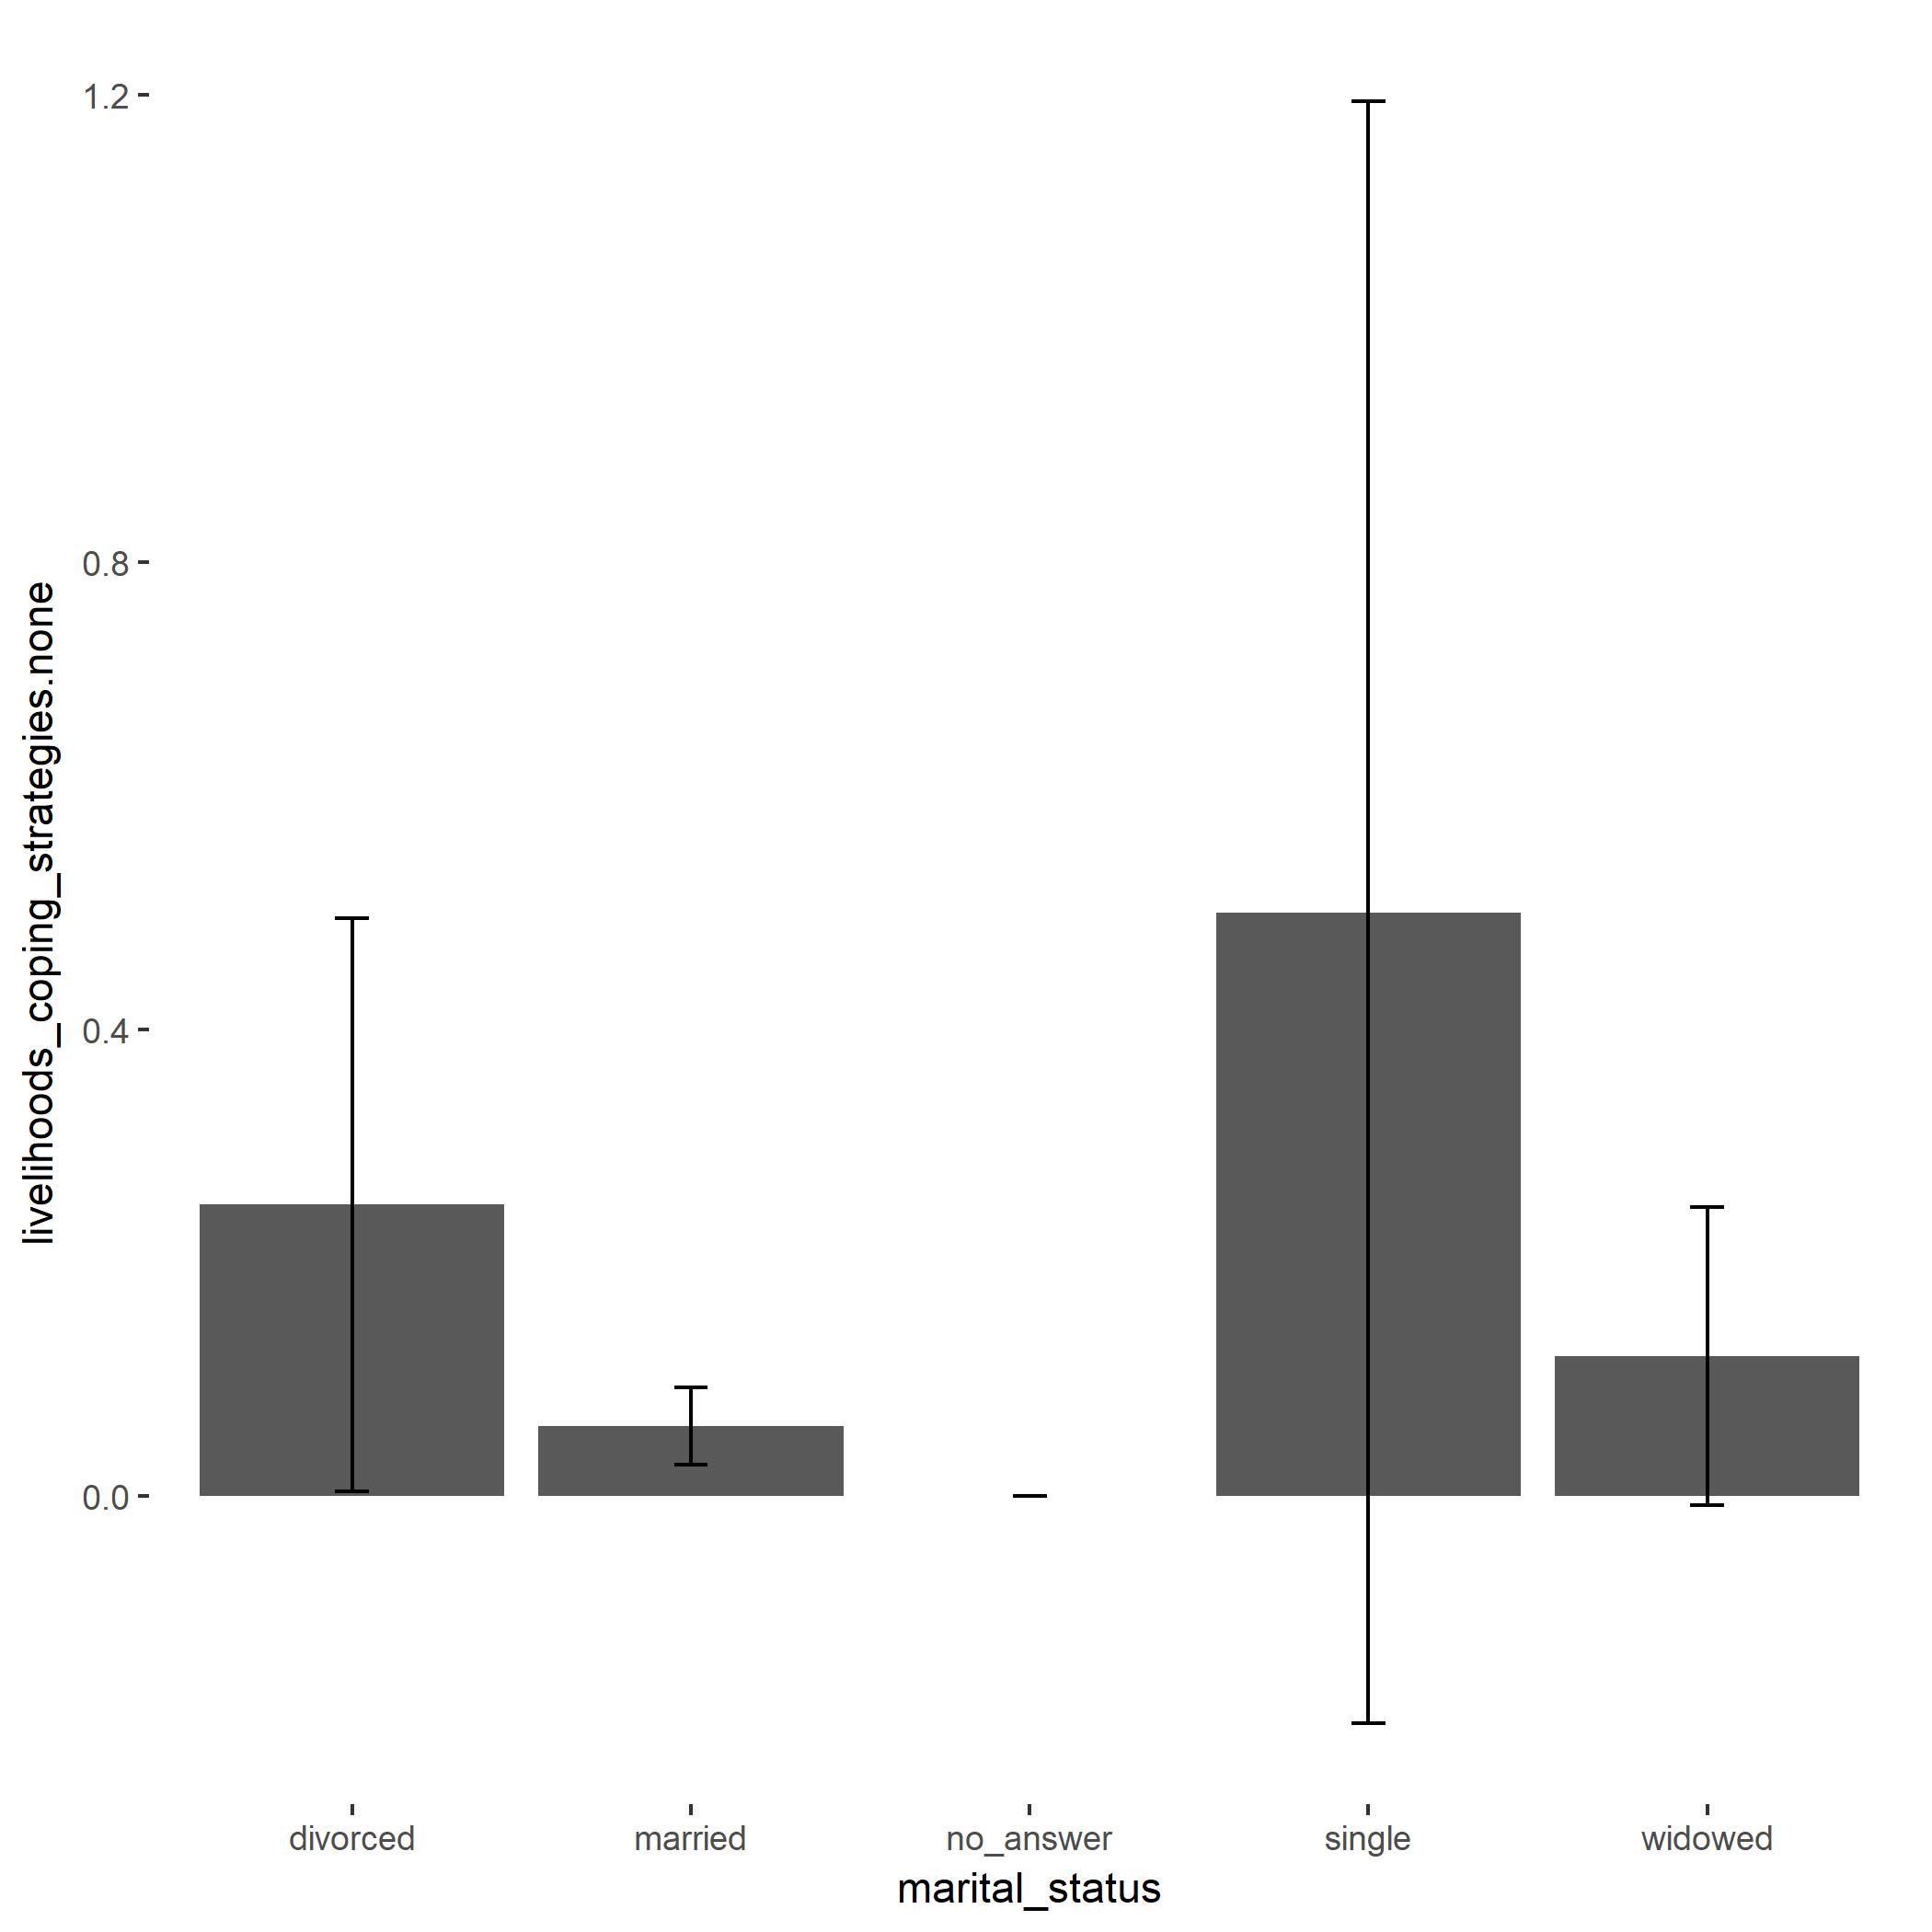 1.2
0.8
0.4
0.0
livelihoods_coping_strategies.none
divorced married no_answer single widowed
marital_status